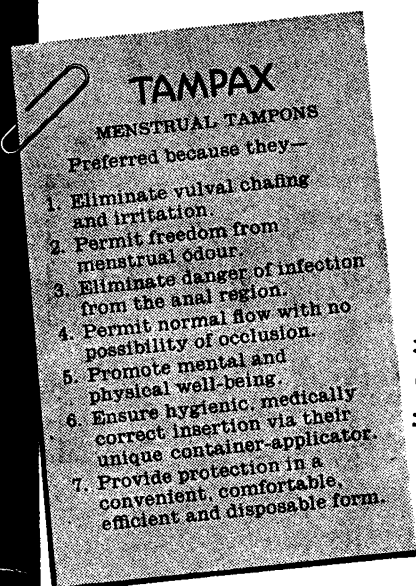 TAMPAX
MENSTRUAL TAMPONS
Preferred because they—
1. Eliminate vulval chafing
and irritation.
2. Permit freedom from
menstrual odour.
3. Eliminate danger of infection
from the anal region.
4. Permit normal flow with no
possibility of occlusion.
5. Promote mental and
physical well-being.
6. Ensure hygienic, medically
correct insertion via their
unique container-applicator.
7. Provide protection in a
convenient, comfortable,
efficient and disposable form.